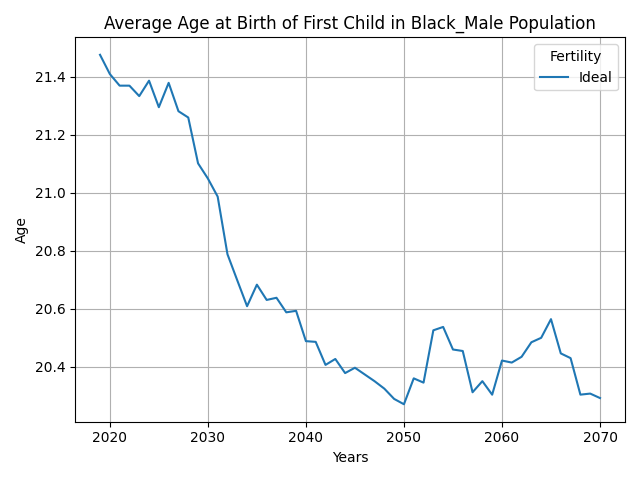 Average Age at Birth of First Child in Black_Male Population
Fertility
Ideal
21.4
21.2
21.0
20.8
20.6
20.4
Age
2020 2030 2040 2050 2060 2070
Years